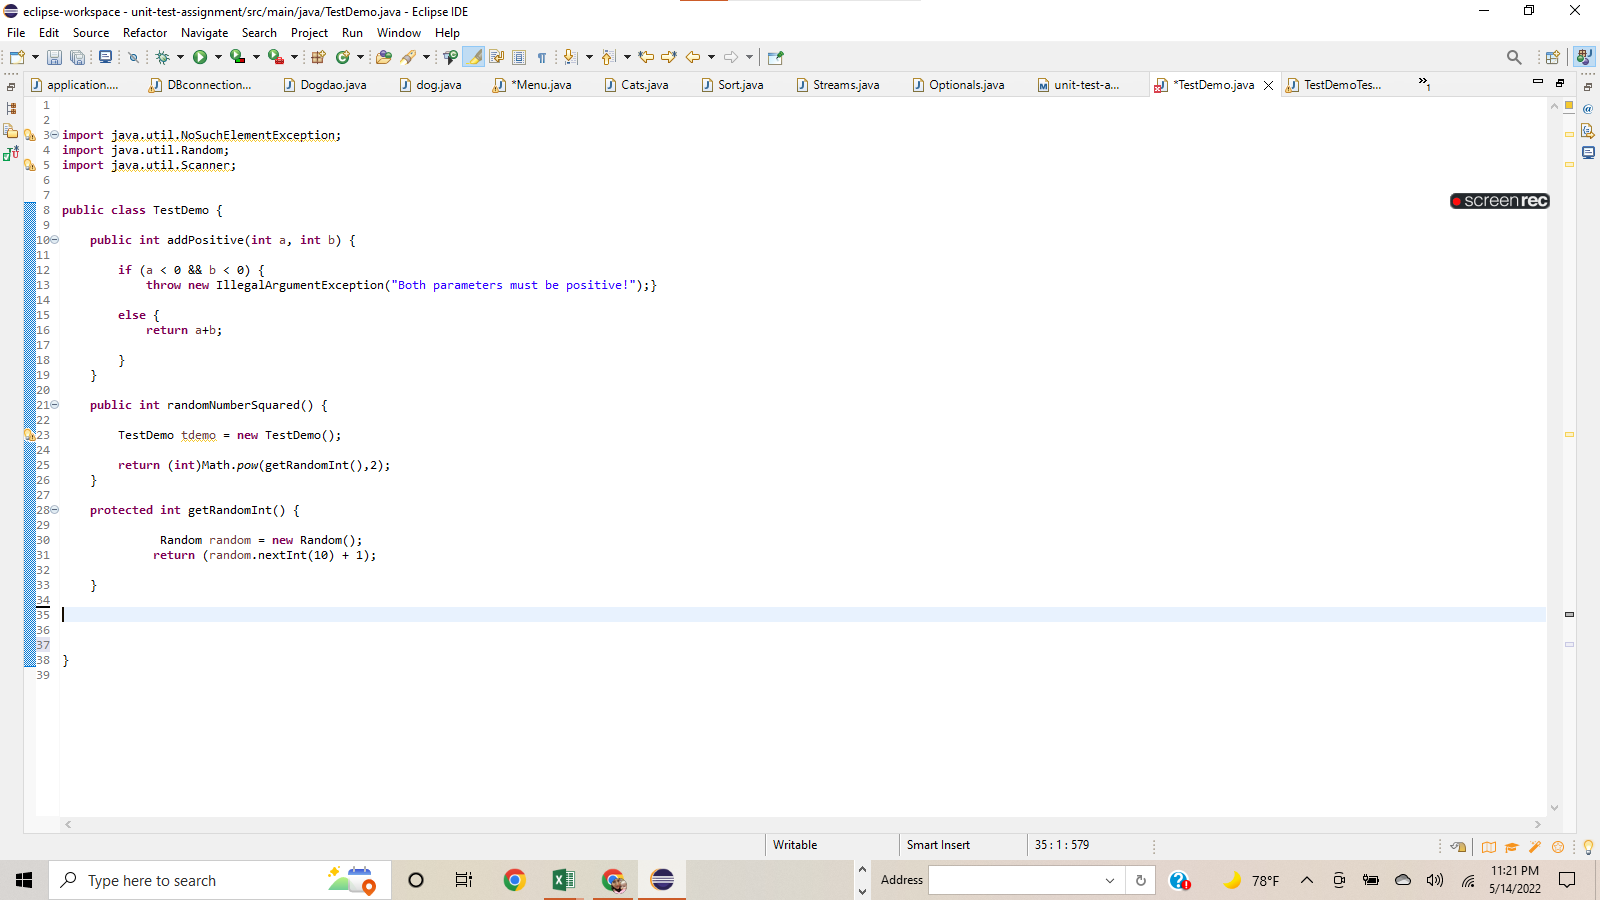 eclipse-workspace - unit-test-assignment/src/main/java/TestDemo.java - Eclipse IDE
File Edit Source Refactor Navigate Search Project Run Window Help
application.... DBconnection... Dogdao.java dog.java *Menu.java Cats.java Sort.java Streams.java Optionals.java unit-test-a... *TestDemo.java TestDemoTes... »1
1
2
3 import java.util.NoSuchElementException;
4 import java.util.Random;
5 import java.util.Scanner;
6
7
8 public class TestDemo {
9
10 public int addPositive(int a, int b) {
11
12 if (a < 0 && b < 0) {
13 throw new IllegalArgumentException("Both parameters must be positive!");}
14
15 else {
16 return a+b;
17
18 }
19 }
20
21 public int randomNumberSquared() {
22
23 TestDemo tdemo = new TestDemo();
24
25 return (int)Math.pow(getRandomInt(),2);
26 }
27
28 protected int getRandomInt() {
29
30 Random random = new Random();
31 return (random.nextInt(10) + 1);
32
33 }
34
35
36
37
38 }
39
screenrec
Writable Smart Insert 35 : 1 : 579
Type here to search Address 78°F 11:21 PM
5/14/2022